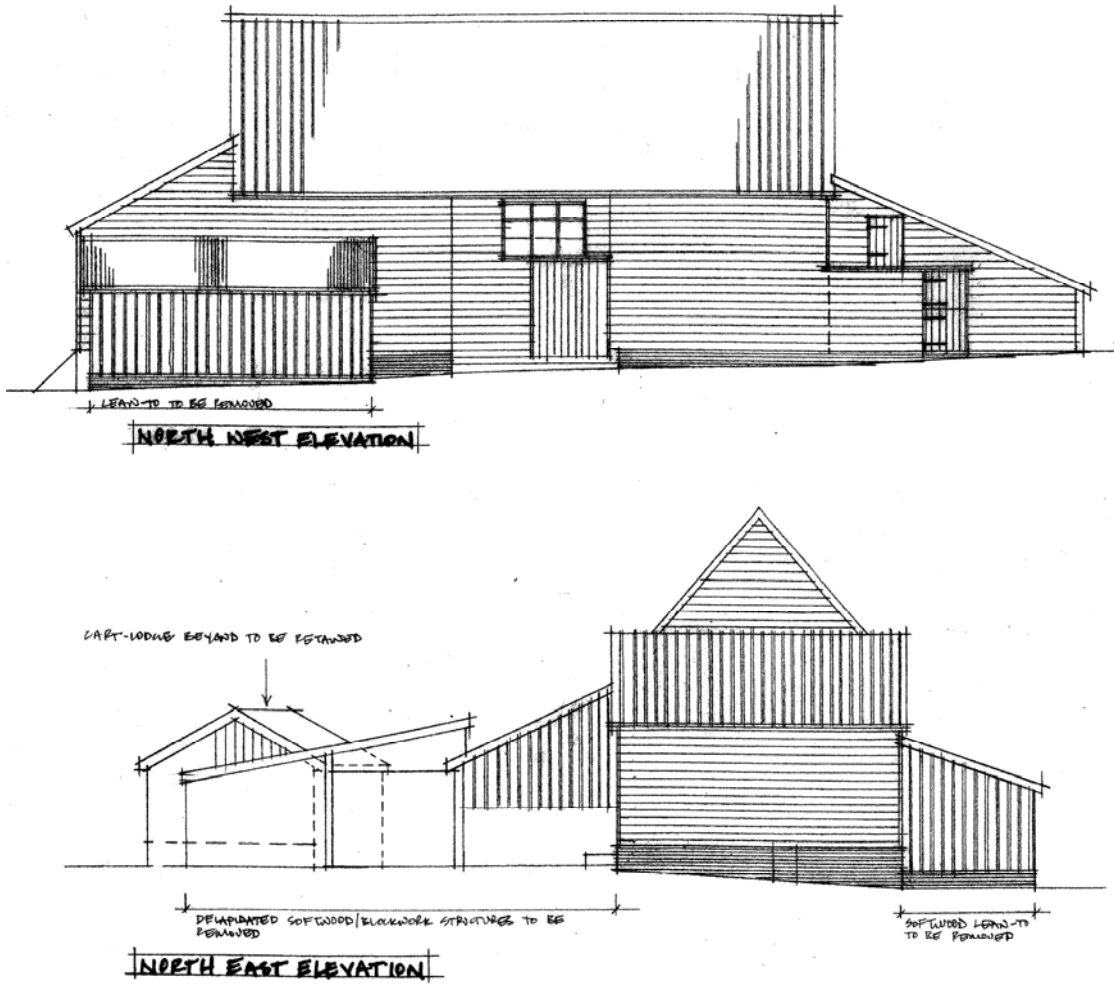 LEAN-TO TO BE REMOVED
NORTH WEST ELEVATION
CART-LODGE BEYOND TO BE RETAINED
DELAPIDATED SOFTWOOD/BLOCKWORK STRUCTURES TO BE
REMOVED
SOFTWOOD LEAN-TO
TO BE REMOVED
NORTH EAST ELEVATION